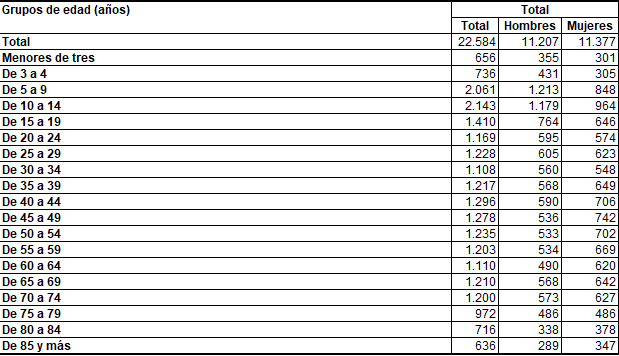 Grupos de edad (años) Total
Total Hombres Mujeres
Total 22.584 11.207 11.377
Menores de tres 656 355 301
De 3 a 4 736 431 305
De 5 a 9 2.061 1.213 848
De 10 a 14 2.143 1.179 964
De 15 a 19 1.410 764 646
De 20 a 24 1.169 595 574
De 25 a 29 1.228 605 623
De 30 a 34 1.108 560 548
De 35 a 39 1.217 568 649
De 40 a 44 1.296 590 706
De 45 a 49 1.278 536 742
De 50 a 54 1.235 533 702
De 55 a 59 1.203 534 669
De 60 a 64 1.110 490 620
De 65 a 69 1.210 568 642
De 70 a 74 1.200 573 627
De 75 a 79 972 486 486
De 80 a 84 716 338 378
De 85 y más 636 289 347